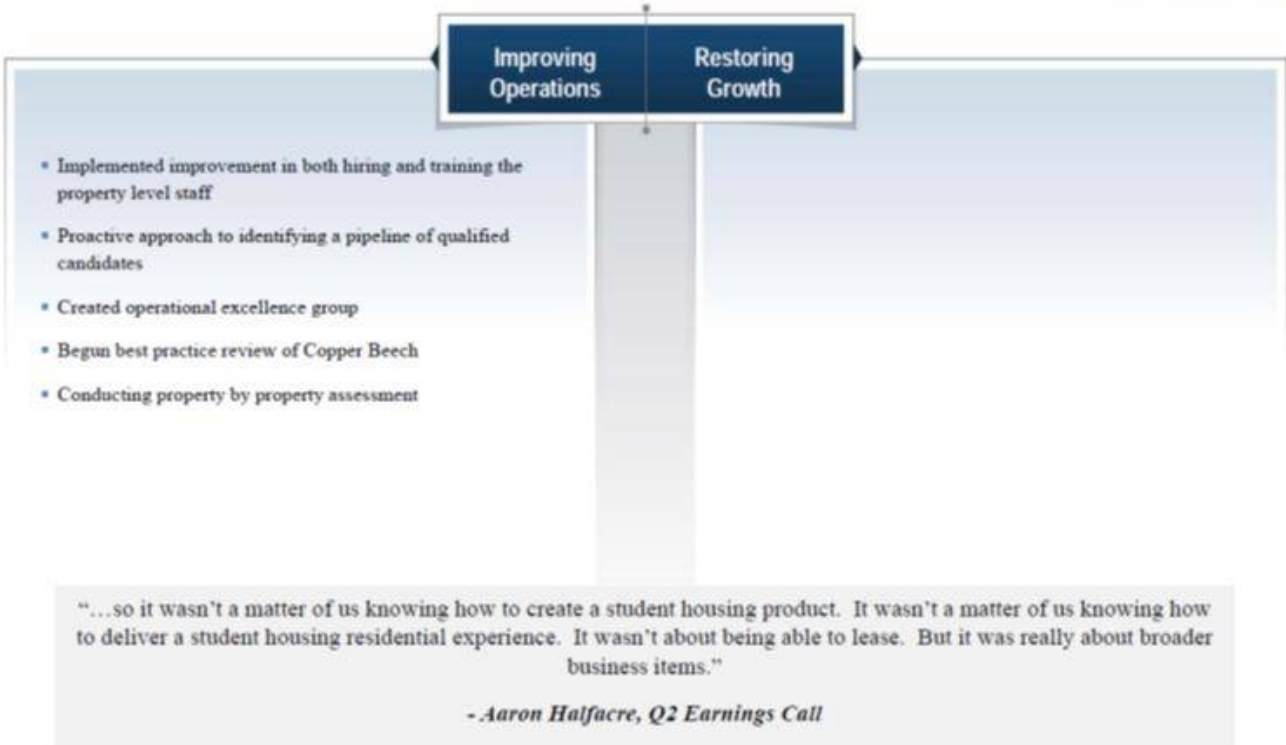 Improving
Operations
Restoring
Growth
▪ Implemented improvement in both hiring and training the
property level staff
▪ Proactive approach to identifying a pipeline of qualified
candidates
▪ Created operational excellence group
▪ Begun best practice review of Copper Beech
▪ Conducting property by property assessment
“…so it wasn’t a matter of us knowing how to create a student housing product.  It wasn’t a matter of us knowing how
to deliver a student housing residential experience.  It wasn’t about being able to lease.  But it was really about broader
business items.”
- Aaron Halfacre, Q2 Earnings Call